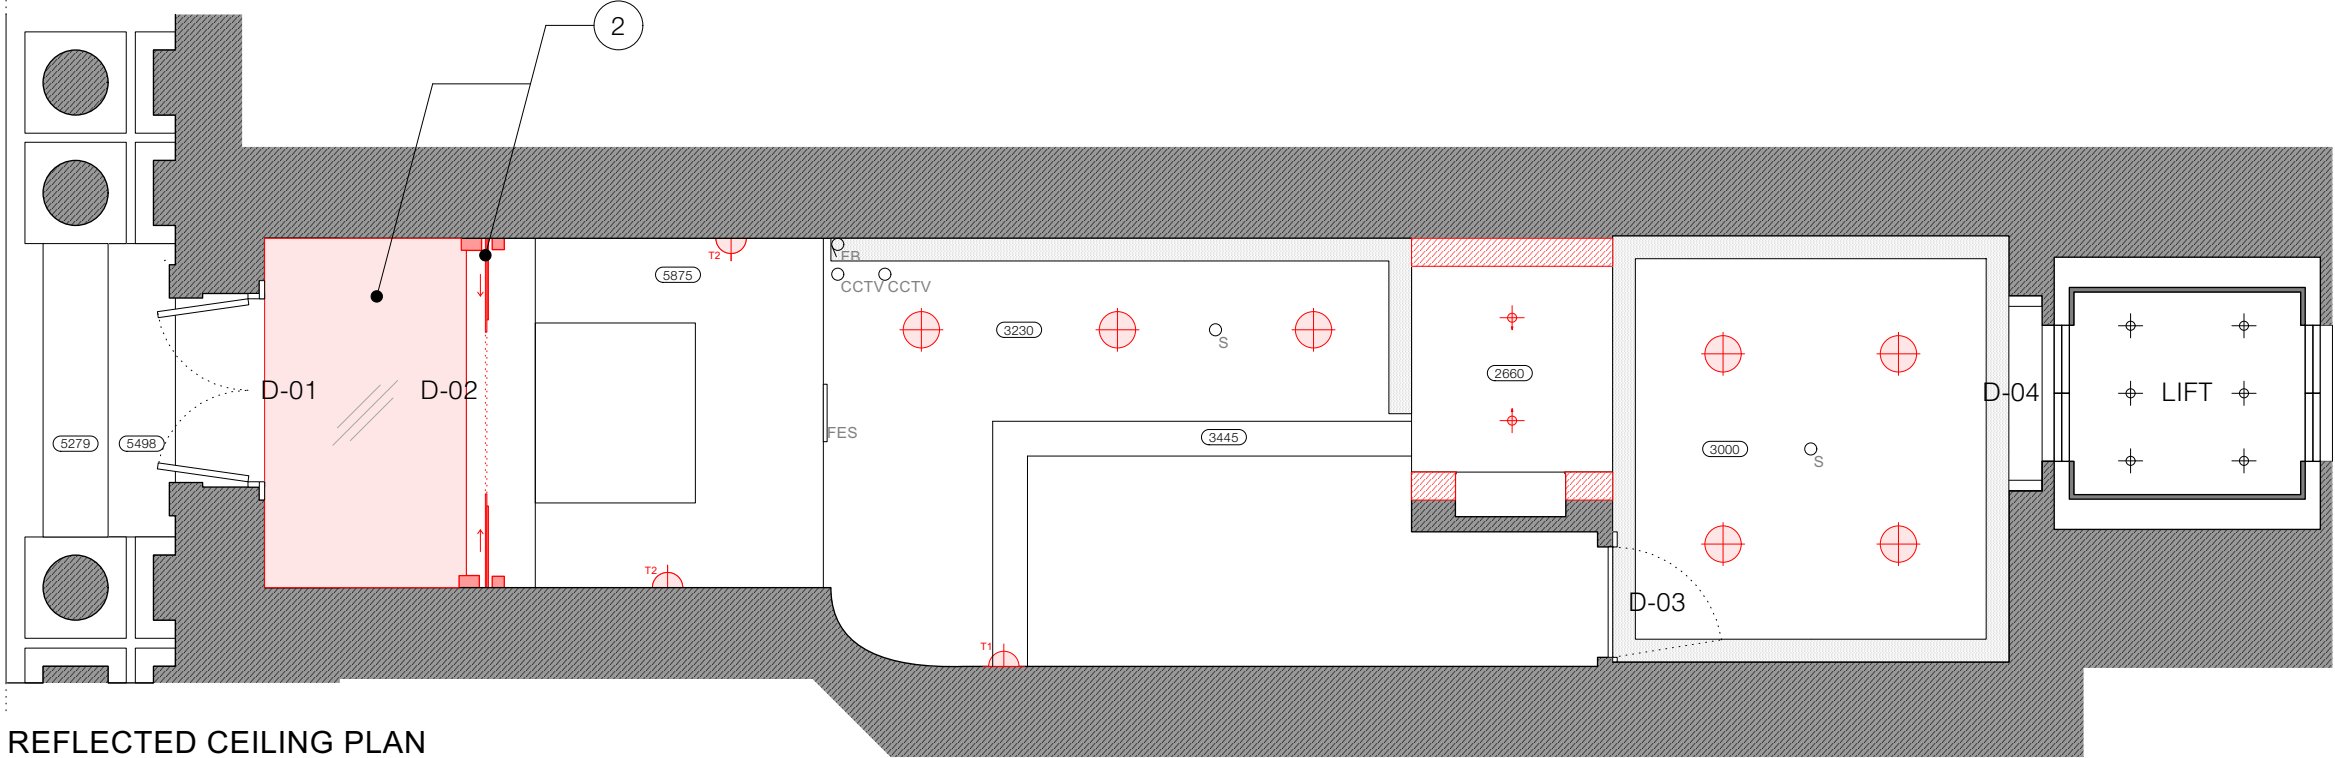 2
T2
5875
EB
CCTV CCTV
3230
S
2660
D-01
D-02
D-04
LIFT
5279
5498
FES
3445
3000
S
T2
D-03
T1
REFLECTED CEILING PLAN